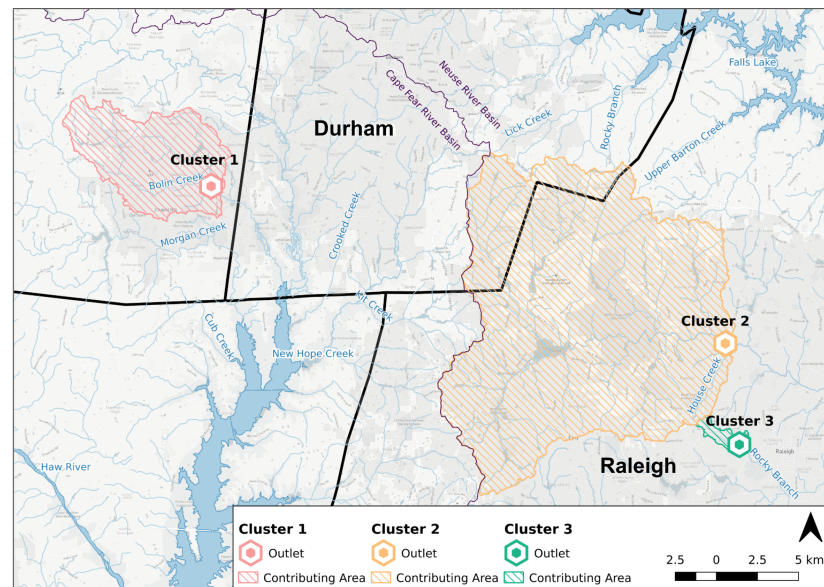 Falls Lake
Neuse River Basin
Cape Fear River Basin
Rocky Branch
Lick Creek
Durham
Upper Barton Creek
Cluster 1
Bolin Creek
Crooked Creek
Morgan Creek
Kit Creek
Cub Creek
Cluster 2
New Hope Creek
House Creek
Cluster 3
Raleigh
Rocky Branch
Raleigh
Haw River
Cluster 1
Cluster 2
Cluster 3
Outlet
Outlet
Outlet
Contributing Area
Contributing Area
Contributing Area
2.5 0 2.5 5 km